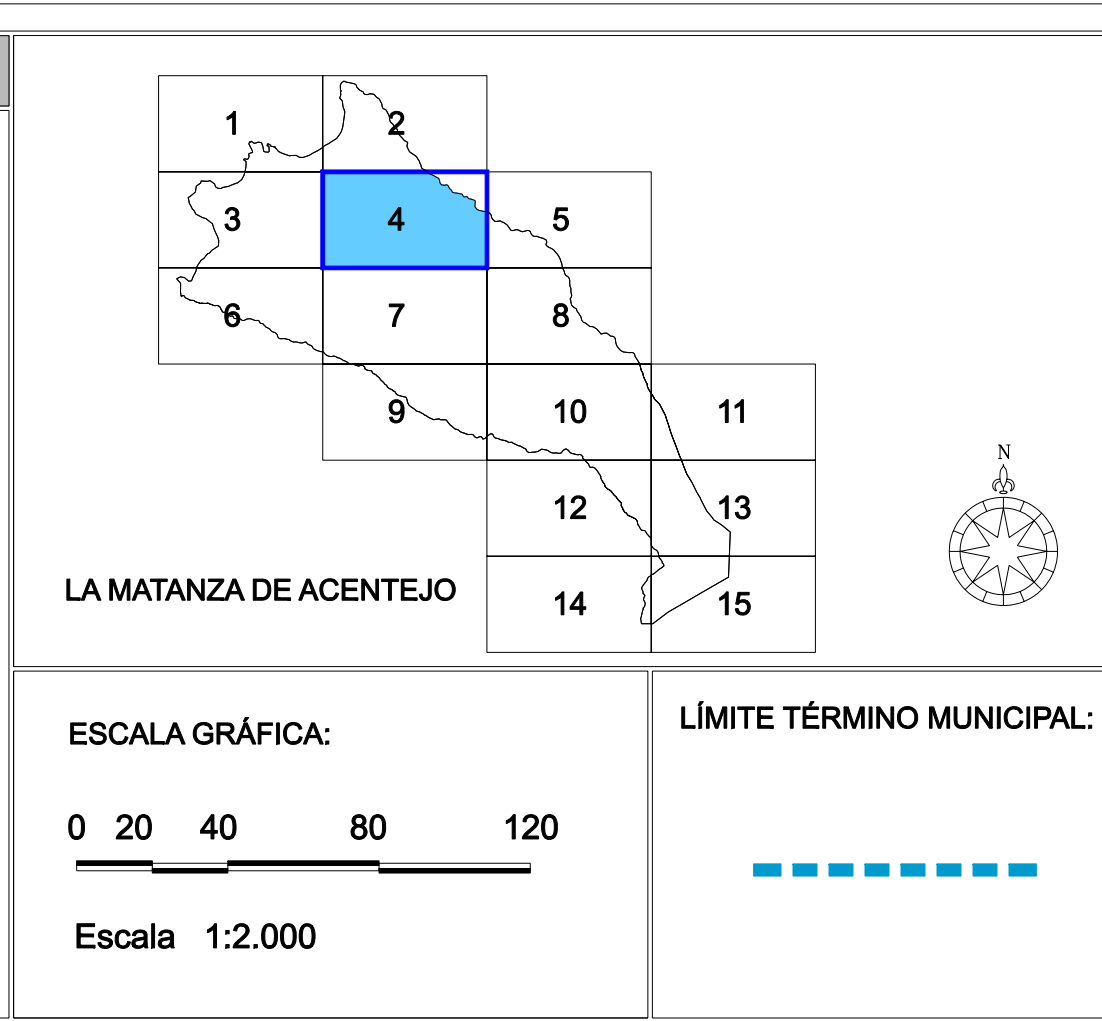 1 2
3 4 5
6 7 8
9 10 11
N
12 13
LA MATANZA DE ACENTEJO
14 15
ESCALA GRÁFICA:
0 20 40 80 120
Escala 1:2.000
LÍMITE TÉRMINO MUNICIPAL: